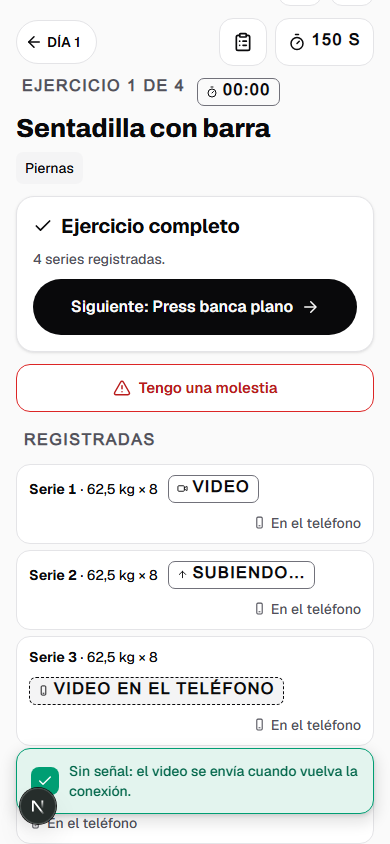 ← DÍA 1
150 S
EJERCICIO 1 DE 4
00:00
Sentadilla con barra
Piernas
Ejercicio completo
4 series registradas.
Siguiente: Press banca plano →
Tengo una molestia
REGISTRADAS
Serie 1 · 62,5 kg × 8
VIDEO
En el teléfono
Serie 2 · 62,5 kg × 8
↑ SUBIENDO...
En el teléfono
Serie 3 · 62,5 kg × 8
VIDEO EN EL TELÉFONO
En el teléfono
Sin señal: el video se envía cuando vuelva la
conexión.
N
En el teléfono